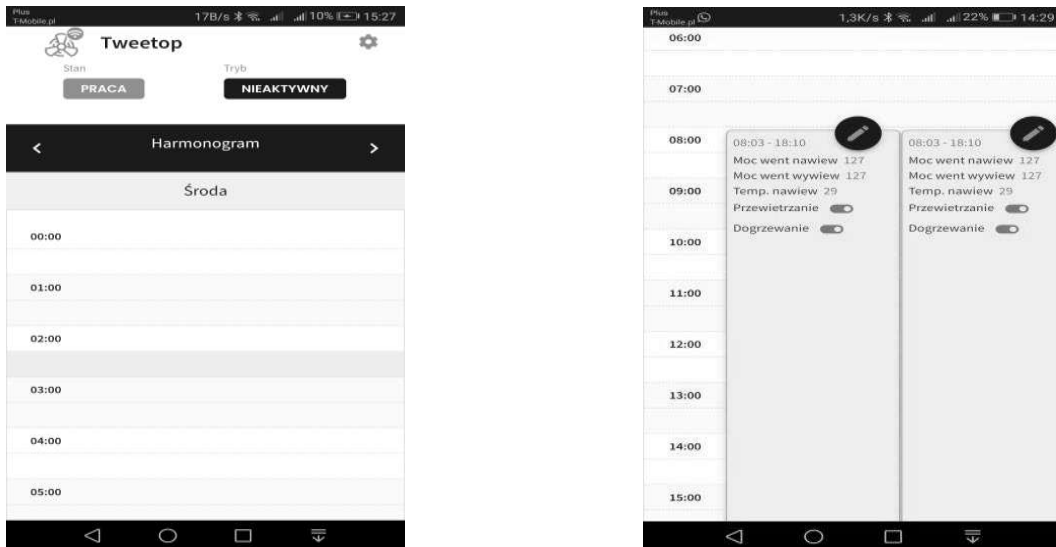 Plus
T-Mobile.pl
17B/s
10%
15:27
Tweetop
Stan
Tryb
PRACA
NIEAKTYWNY
Harmonogram
Środa
00:00
01:00
02:00
03:00
04:00
05:00
Plus
T-Mobile.pl
1,3K/s
22%
14:29
06:00
07:00
08:00
09:00
10:00
11:00
12:00
13:00
14:00
15:00
08:03 - 18:10
Moc went nawiew 127
Moc went wywiew 127
Temp. nawiew 29
Przewietrzanie
Dogrzewanie
08:03 - 18:10
Moc went nawiew 127
Moc went wywiew 127
Temp. nawiew 29
Przewietrzanie
Dogrzewanie